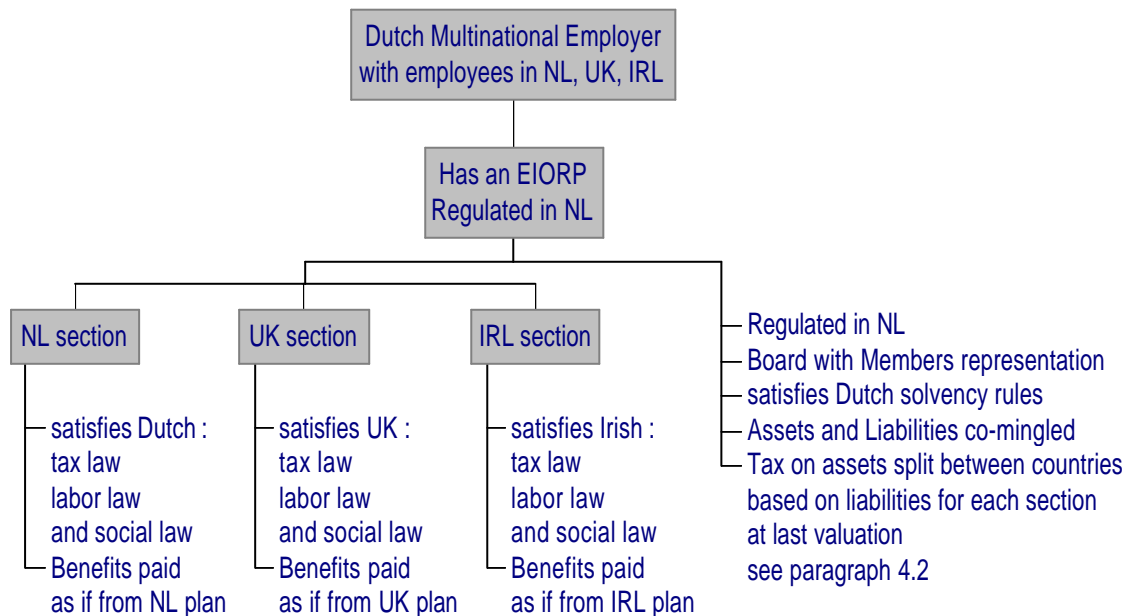 Dutch Multinational Employer
with employees in NL, UK, IRL
Has an EIORP
Regulated in NL
NL section
satisfies Dutch :
tax law
labor law
and social law
Benefits paid
as if from NL plan
UK section
satisfies UK :
tax law
labor law
and social law
Benefits paid
as if from UK plan
IRL section
satisfies Irish :
tax law
labor law
and social law
Benefits paid
as if from IRL plan
Regulated in NL
Board with Members representation
satisfies Dutch solvency rules
Assets and Liabilities co-mingled
Tax on assets split between countries
based on liabilities for each section
at last valuation
see paragraph 4.2